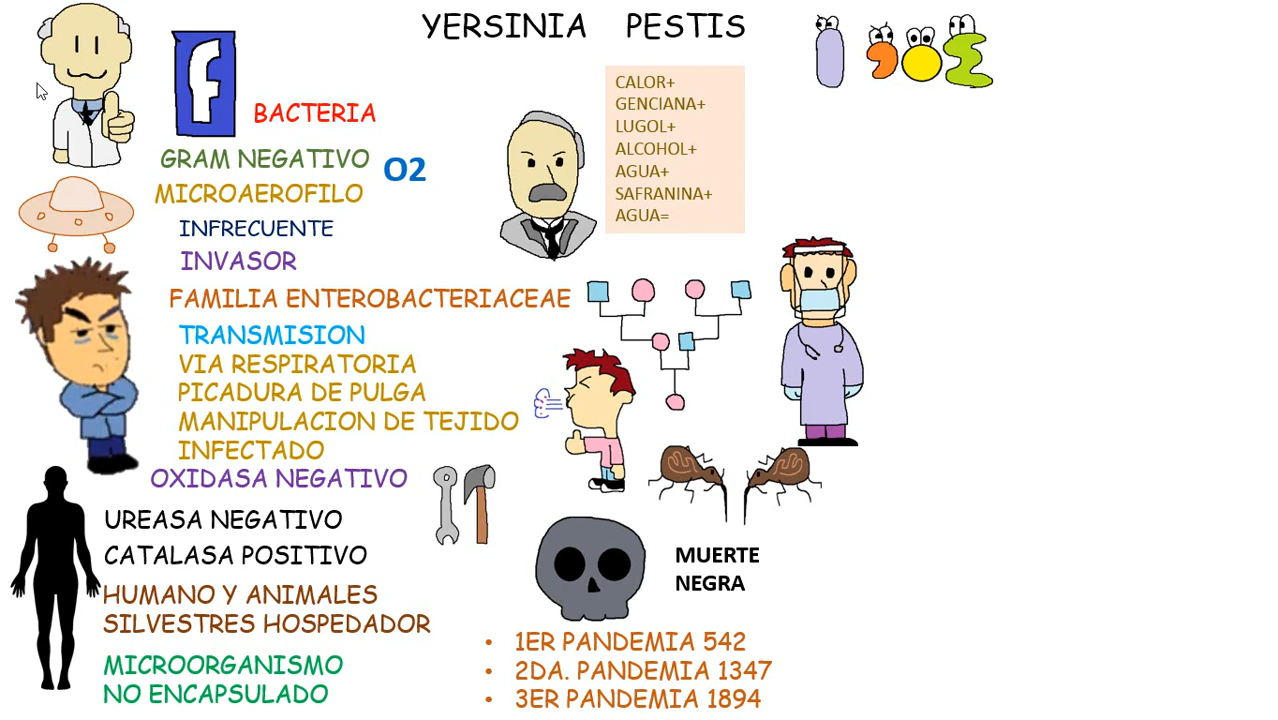 YERSINIA PESTIS
f
BACTERIA
GRAM NEGATIVO
O2
MICROAEROFILO
INFRECUENTE
INVASOR
FAMILIA ENTEROBACTERIACEAE
TRANSMISION
VIA RESPIRATORIA
PICADURA DE PULGA
MANIPULACION DE TEJIDO
INFECTADO
OXIDASA NEGATIVO
UREASA NEGATIVO
CATALASA POSITIVO
HUMANO Y ANIMALES
SILVESTRES HOSPEDADOR
MICROORGANISMO
NO ENCAPSULADO
CALOR+
GENCIANA+
LUGOL+
ALCOHOL+
AGUA+
SAFRANINA+
AGUA=
MUERTE
NEGRA
• 1ER PANDEMIA 542
• 2DA. PANDEMIA 1347
• 3ER PANDEMIA 1894